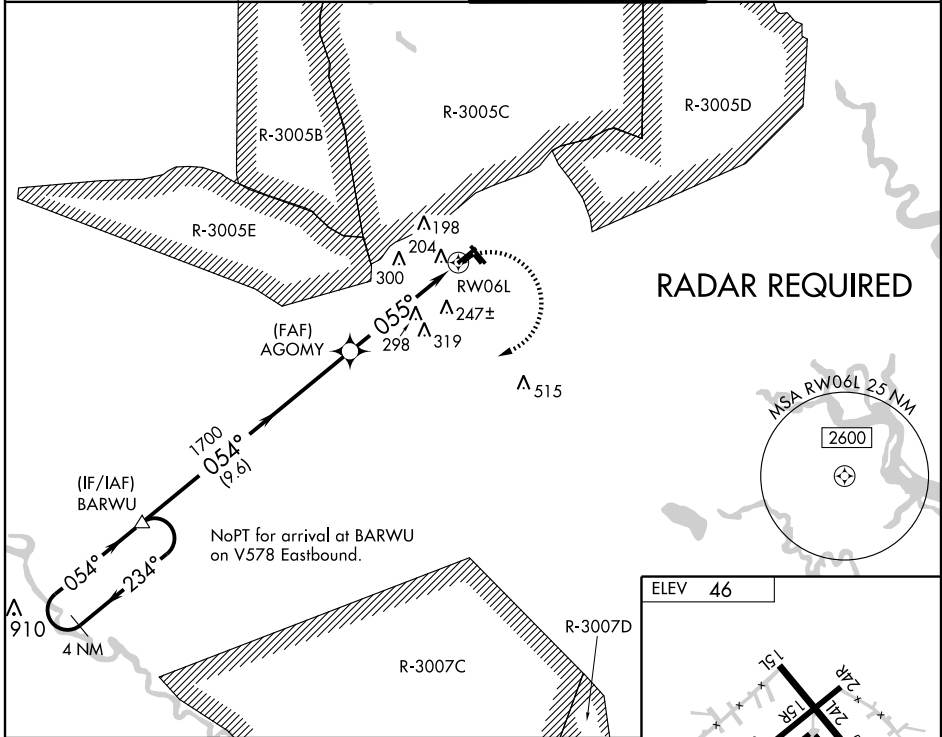 R-3005B
R-3005C
R-3005D
R-3005E
198
204
300
RW06L
247±
298
319
515
RADAR REQUIRED
055°
(FAF)
AGOMY
1700
054°
(9.6)
(IF/IAF)
BARWU
NoPT for arrival at BARWU
on V578 Eastbound.
054°
234°
4 NM
910
MSA RW06L 25 NM
2600
R-3007C
R-3007D
ELEV 46
15L
24R
15R
24L